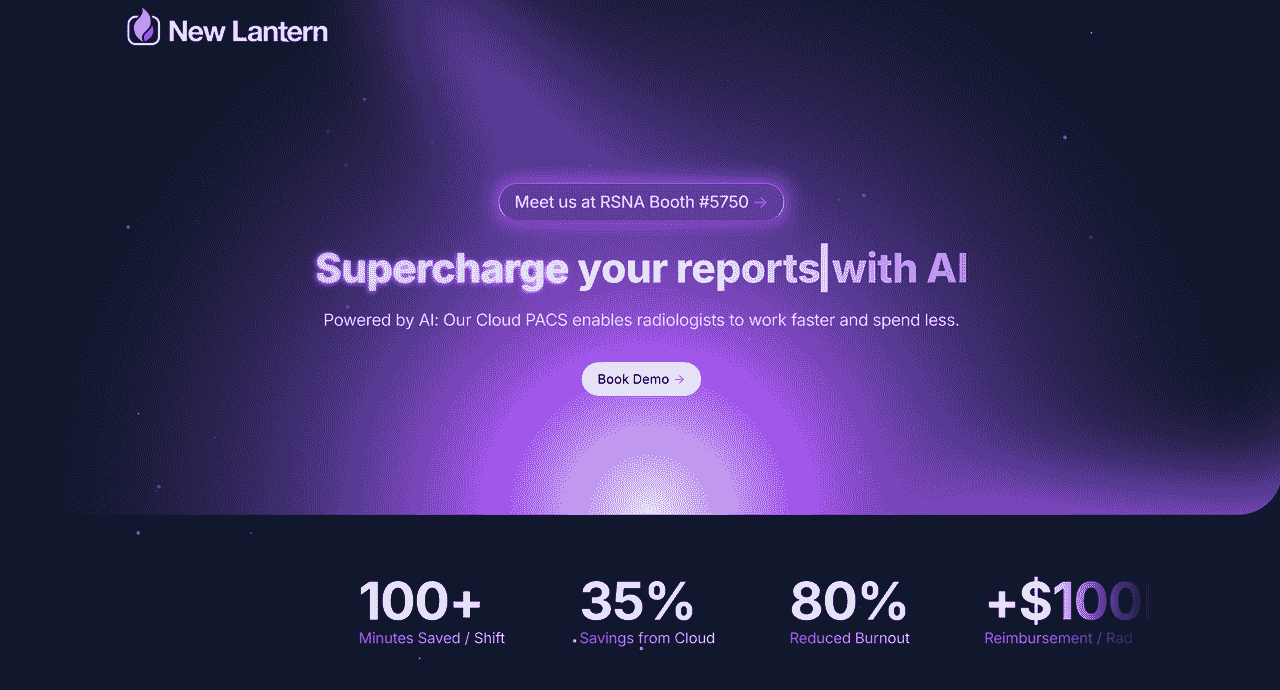 New Lantern
Meet us at RSNA Booth #5750 →
Supercharge your reports with AI
Powered by AI: Our Cloud PACS enables radiologists to work faster and spend less.
Book Demo →
100+ 35% 80% +$100
Minutes Saved / Shift Savings from Cloud Reduced Burnout Reimbursement / Rad